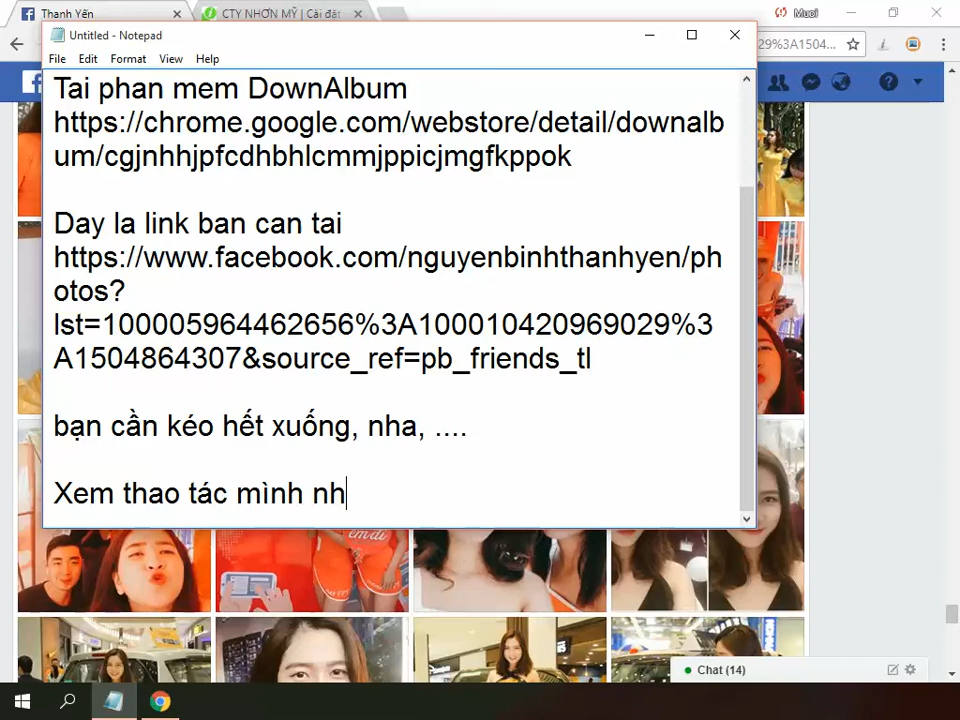 Thanh Yến
CTY NHƠN MỸ | Cài đặt
Muoi
Untitled - Notepad
29%3A1504...
File Edit Format View Help
Tai phan mem DownAlbum
https://chrome.google.com/webstore/detail/downalb
um/cgjnhhjpfcdhbhlcmmjppicjmgfkppok
Day la link ban can tai
https://www.facebook.com/nguyenbinhthanhyen/ph
otos?
lst=100005964462656%3A100010420969029%3
A1504864307&source_ref=pb_friends_tl
bạn cần kéo hết xuống, nha, ....
Xem thao tác mình nh
Chat (14)